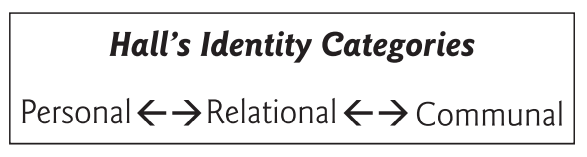 Hall's Identity Categories
Personal ←→ Relational ←→ Communal